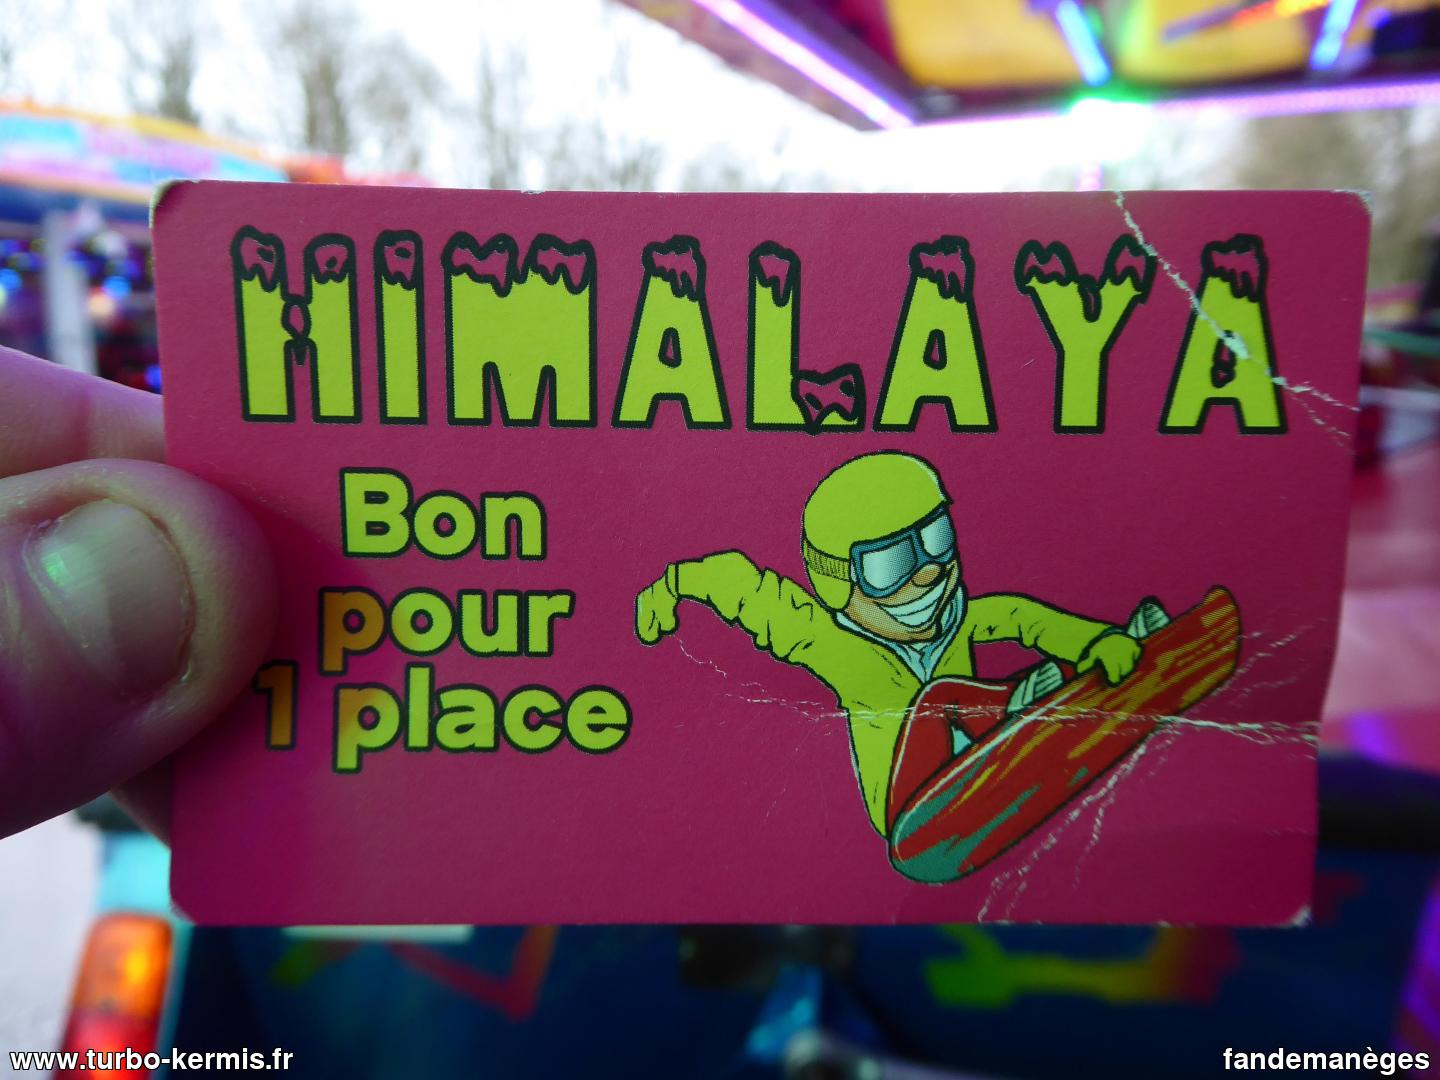 HIMALAYA
Bon
pour
1 place
www.turbo-kermis.fr
fandemanèges